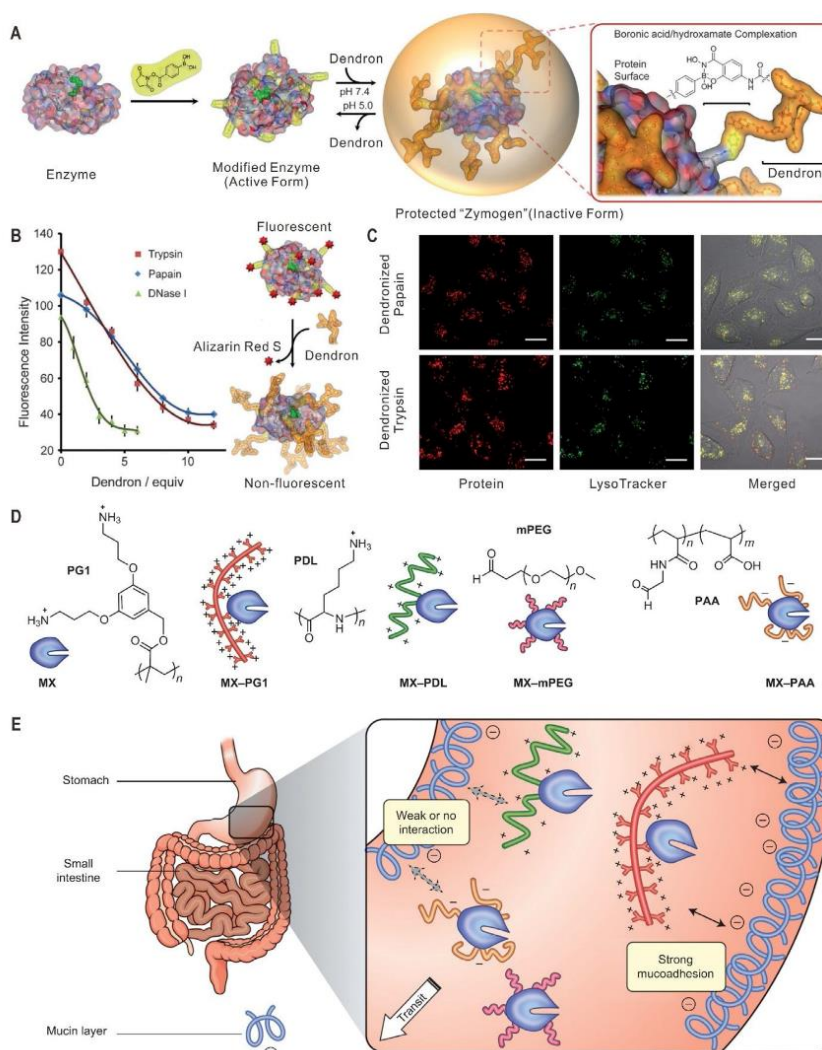 A
Boronic acid/hydroxamate Complexation
Protein
Surface
Dendron
pH 7.4
pH 5.0
Dendron
Enzyme
Modified Enzyme
(Active Form)
Dendron
Protected "Zymogen"(Inactive Form)
B
Fluorescence Intensity
140
120
100
80
60
40
20
0
5
10
Dendron / equiv
Trypsin
Papain
DNase I
Fluorescent
Alizarin Red S
Dendron
Non-fluorescent
C
Dendronized
Papain
Dendronized
Trypsin
Protein
LysoTracker
Merged
D
PG1
PDL
mPEG
PAA
MX
MX–PG1
MX–PDL
MX–mPEG
MX–PAA
E
Stomach
Small
intestine
Mucin layer
Weak or no
interaction
Strong
mucoadhesion
Transit